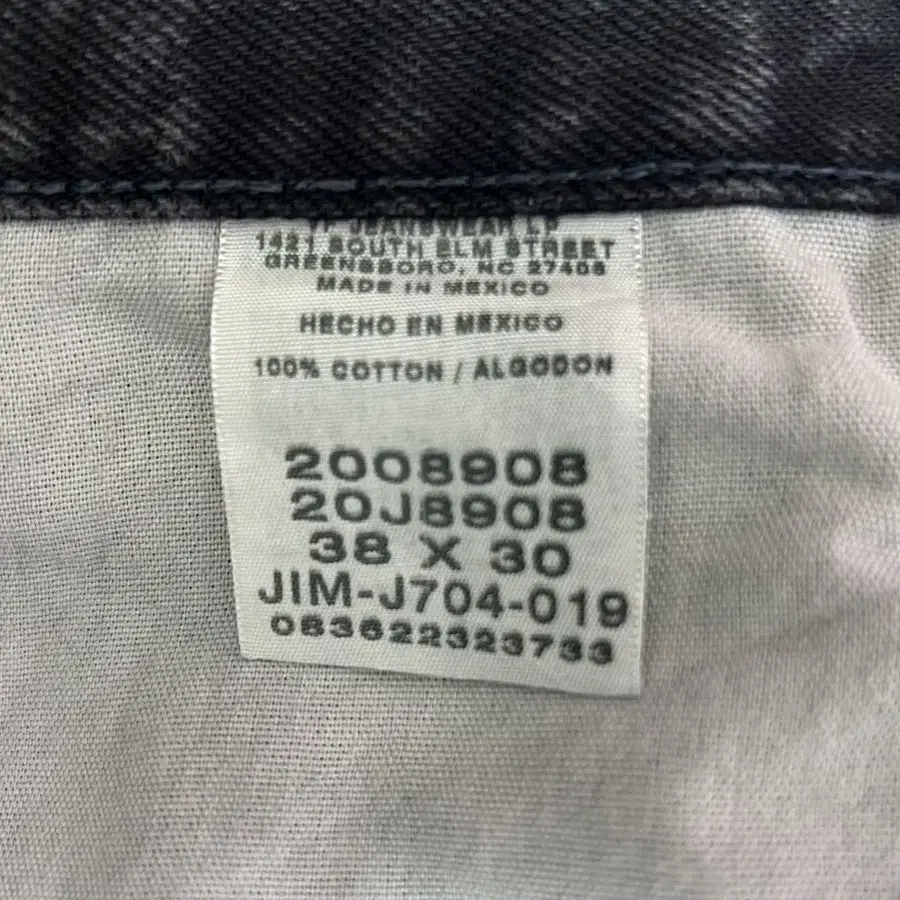 JEANSWEAR LP
1421 SOUTH ELM STREET
GREENSBORO, NC 27406
MADE IN MEXICO
HECHO EN MEXICO
100% COTTON / ALGODON
2008908
20J8908
38 X 30
JIM-J704-019
083622323733